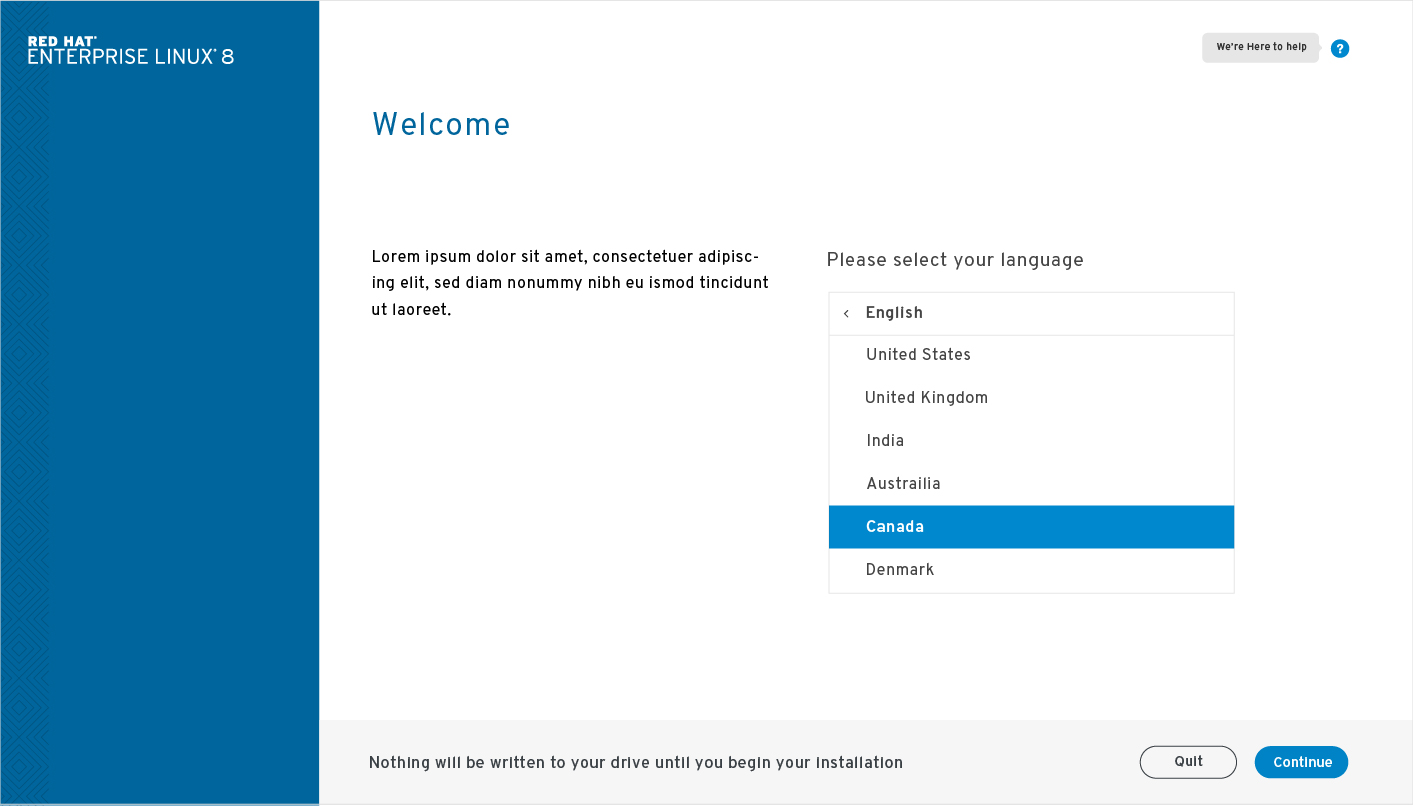 RED HAT®
ENTERPRISE LINUX® 8
We're Here to help
?
Welcome
Lorem ipsum dolor sit amet, consectetuer adipisc-
ing elit, sed diam nonummy nibh eu ismod tincidunt
ut laoreet.
Please select your language
< English
United States
United Kingdom
India
Austrailia
Canada
Denmark
Nothing will be written to your drive until you begin your installation
Quit
Continue